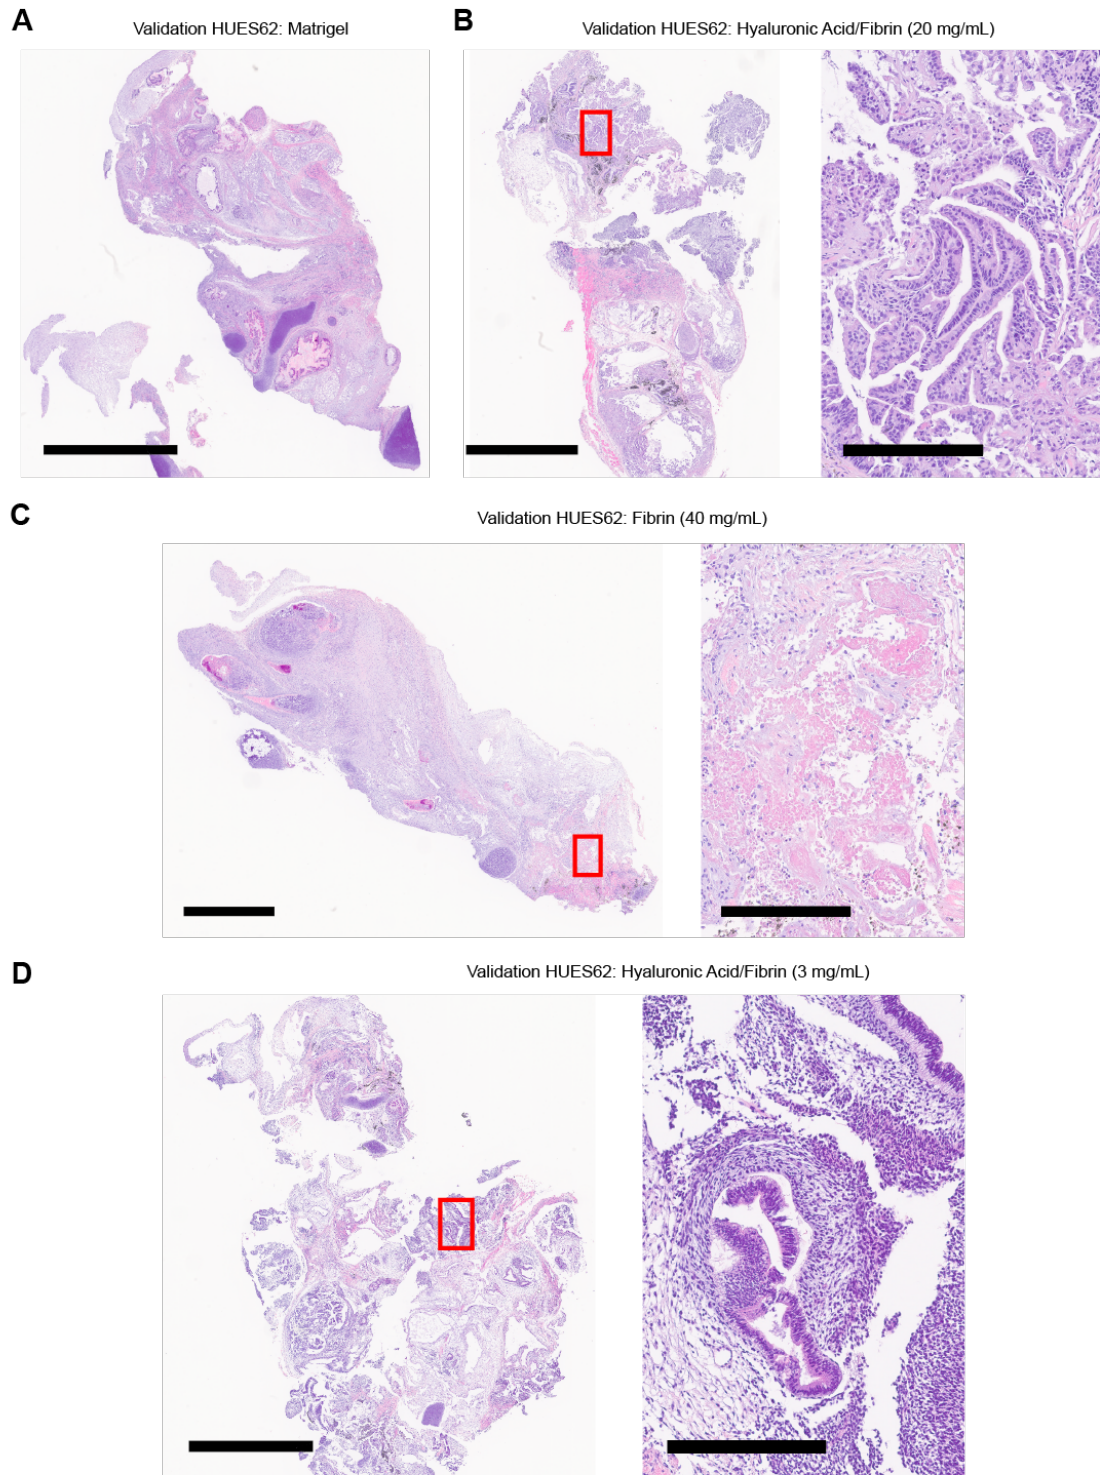 A
Validation HUES62: Matrigel
B
Validation HUES62: Hyaluronic Acid/Fibrin (20 mg/mL)
C
Validation HUES62: Fibrin (40 mg/mL)
D
Validation HUES62: Hyaluronic Acid/Fibrin (3 mg/mL)